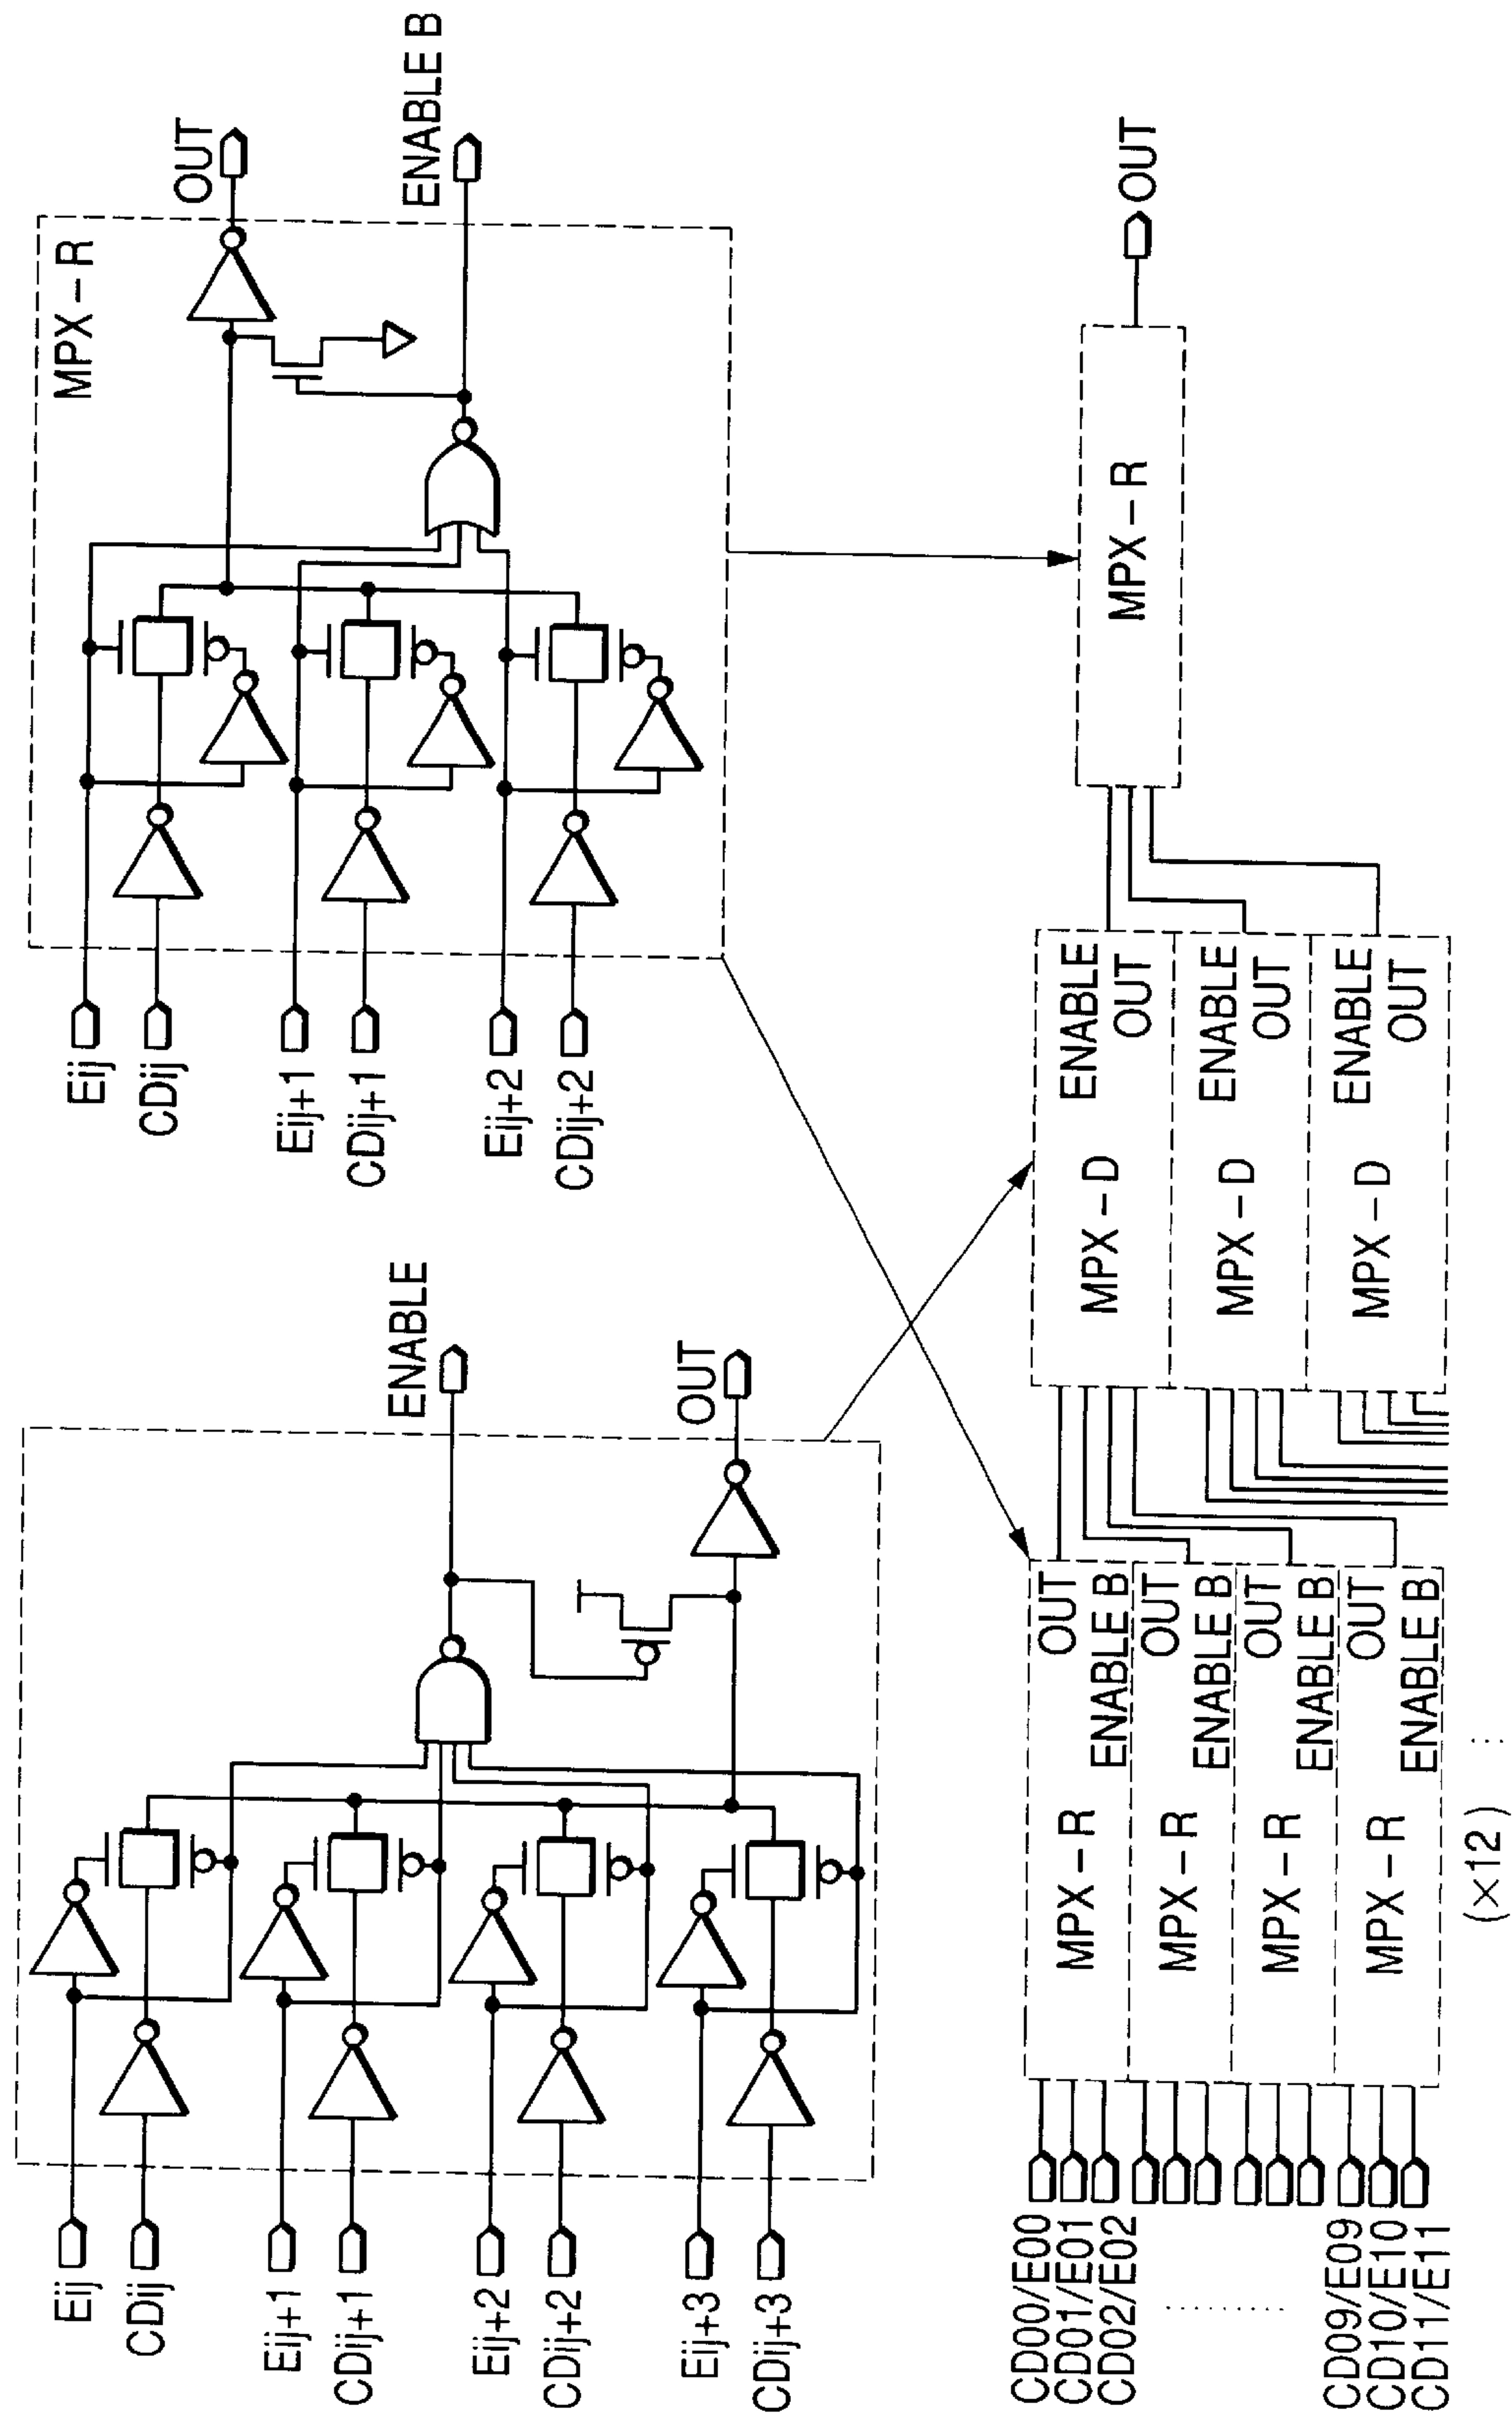 Eij
CDij
Eij+1
CDij+1
Eij+2
CDij+2
Eij+3
CDij+3
ENABLE
OUT
MPX-R
Eij
CDij
Eij+1
CDij+1
Eij+2
CDij+2
OUT
ENABLE B
CD00/E00
CD01/E01
CD02/E02
CD09/E09
CD10/E10
CD11/E11
MPX-R OUT
ENABLE B
MPX-R OUT
ENABLE B
MPX-R OUT
ENABLE B
MPX-R OUT
ENABLE B
(×12)
MPX-D ENABLE
OUT
MPX-D ENABLE
OUT
MPX-D ENABLE
OUT
MPX-R
OUT